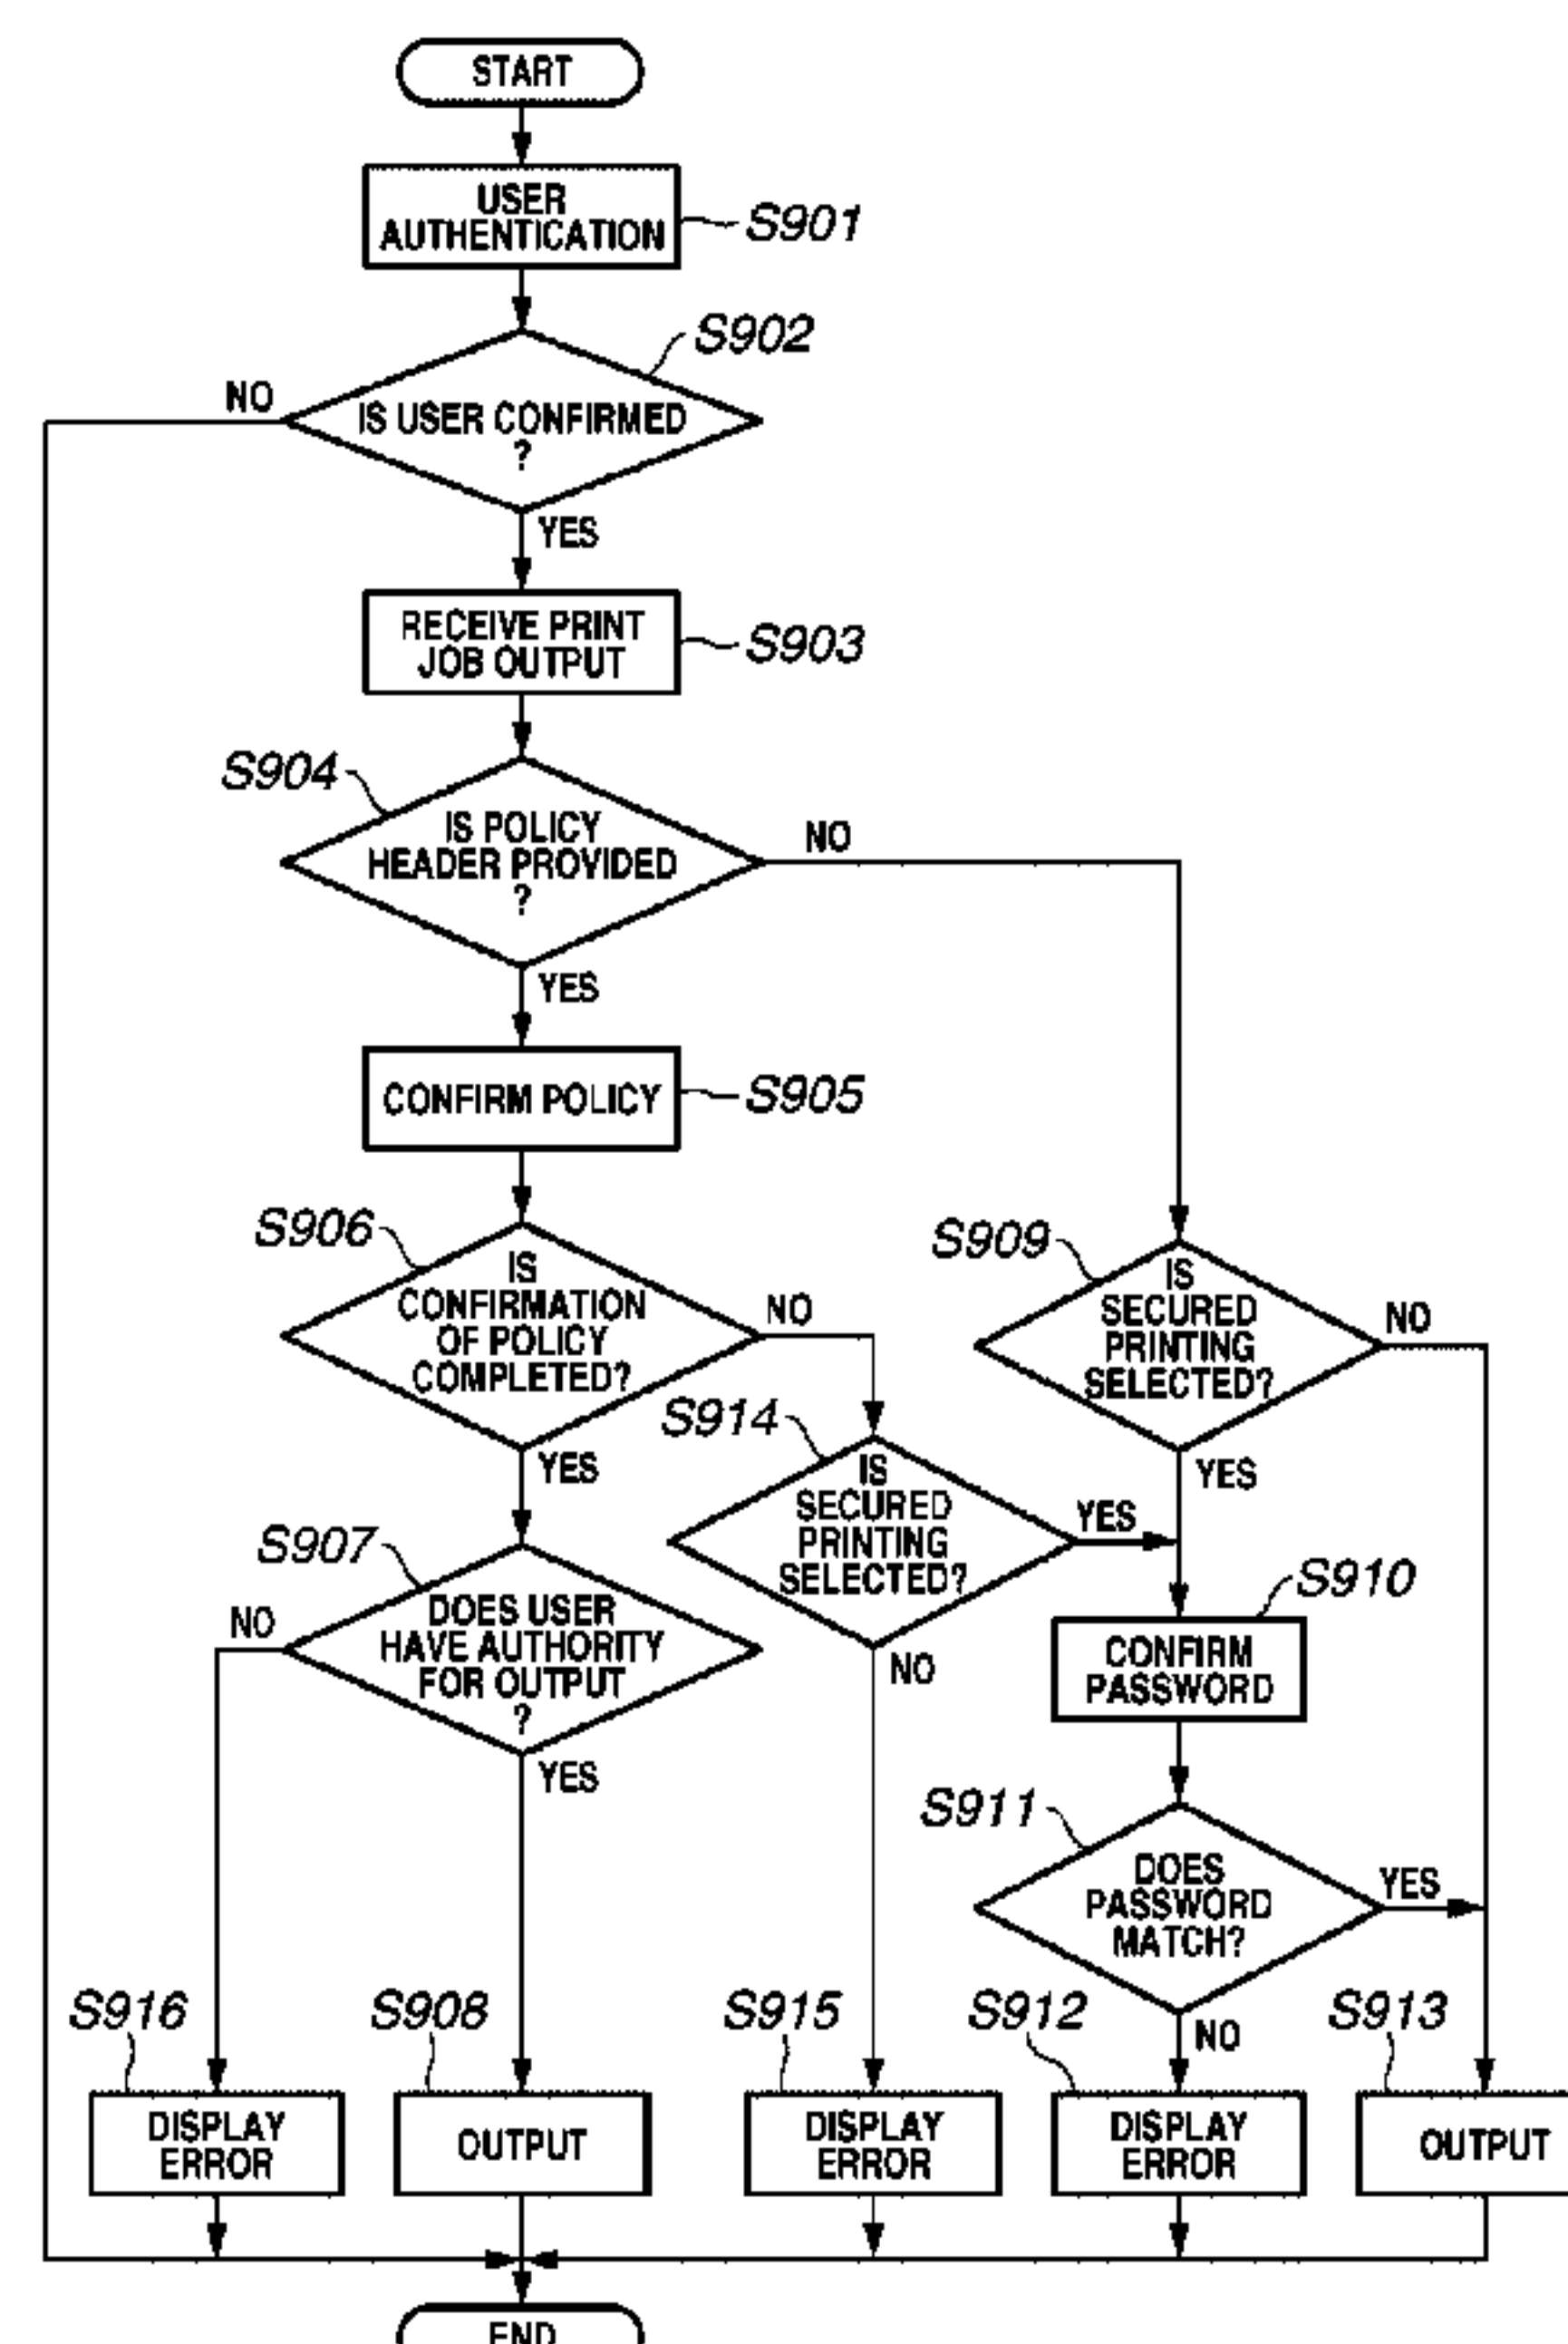 START
USER
AUTHENTICATION
S901
S902
NO
IS USER CONFIRMED
?
YES
RECEIVE PRINT
JOB OUTPUT
S903
S904
IS POLICY
HEADER PROVIDED
?
NO
YES
CONFIRM POLICY
S905
S906
IS
CONFIRMATION
OF POLICY
COMPLETED?
NO
YES
S909
IS
SECURED
PRINTING
SELECTED?
NO
YES
S914
IS
SECURED
PRINTING
SELECTED?
YES
NO
S907
DOES USER
HAVE AUTHORITY
FOR OUTPUT
?
NO
YES
S910
CONFIRM
PASSWORD
S911
DOES
PASSWORD
MATCH?
YES
NO
S916
DISPLAY
ERROR
S908
OUTPUT
S915
DISPLAY
ERROR
S912
DISPLAY
ERROR
S913
OUTPUT
END